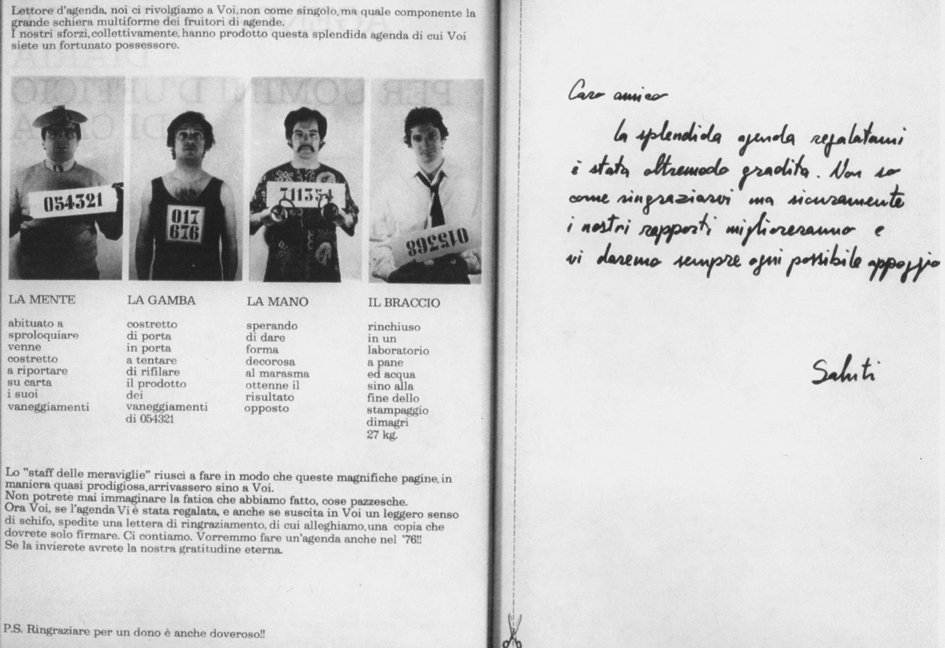 Lettore d'agenda, noi ci rivolgiamo a Voi, non come singolo, ma quale componente la
grande schiera multiforme dei fruitori di agende.
I nostri sforzi, collettivamente, hanno prodotto questa splendida agenda di cui Voi
siete un fortunato possessore.
054321
017
676
711354
015268
LA MENTE
abituato a
sproloquiare
venne
costretto
a riportare
su carta
i suoi
vaneggiamenti
LA GAMBA
costretto
di porta
in porta
a tentare
di rifilare
il prodotto
dei
vaneggiamenti
di 054321
LA MANO
sperando
di dare
forma
decorosa
al marasma
ottenne il
risultato
opposto
IL BRACCIO
rinchiuso
in un
laboratorio
a pane
ed acqua
sino alla
fine dello
stampaggio
dimagrì
27 kg.
Lo "staff delle meraviglie" riuscì a fare in modo che queste magnifiche pagine, in
maniera quasi prodigiosa, arrivassero sino a Voi.
Non potrete mai immaginare la fatica che abbiamo fatto, cose pazzesche.
Ora Voi, se l'agenda Vi è stata regalata, e anche se suscita in Voi un leggero senso
di schifo, spedite una lettera di ringraziamento, di cui alleghiamo, una copia che
dovrete solo firmare. Ci contiamo. Vorremmo fare un'agenda anche nel '76!!
Se la invierete avrete la nostra gratitudine eterna.
P.S. Ringraziare per un dono è anche doveroso!!
Caro amico
la splendida agenda regalatami
è stata oltremodo gradita. Non so
come ringraziarvi ma sicuramente
i nostri rapporti miglioreranno e
vi daremo sempre ogni possibile appoggio
Saluti